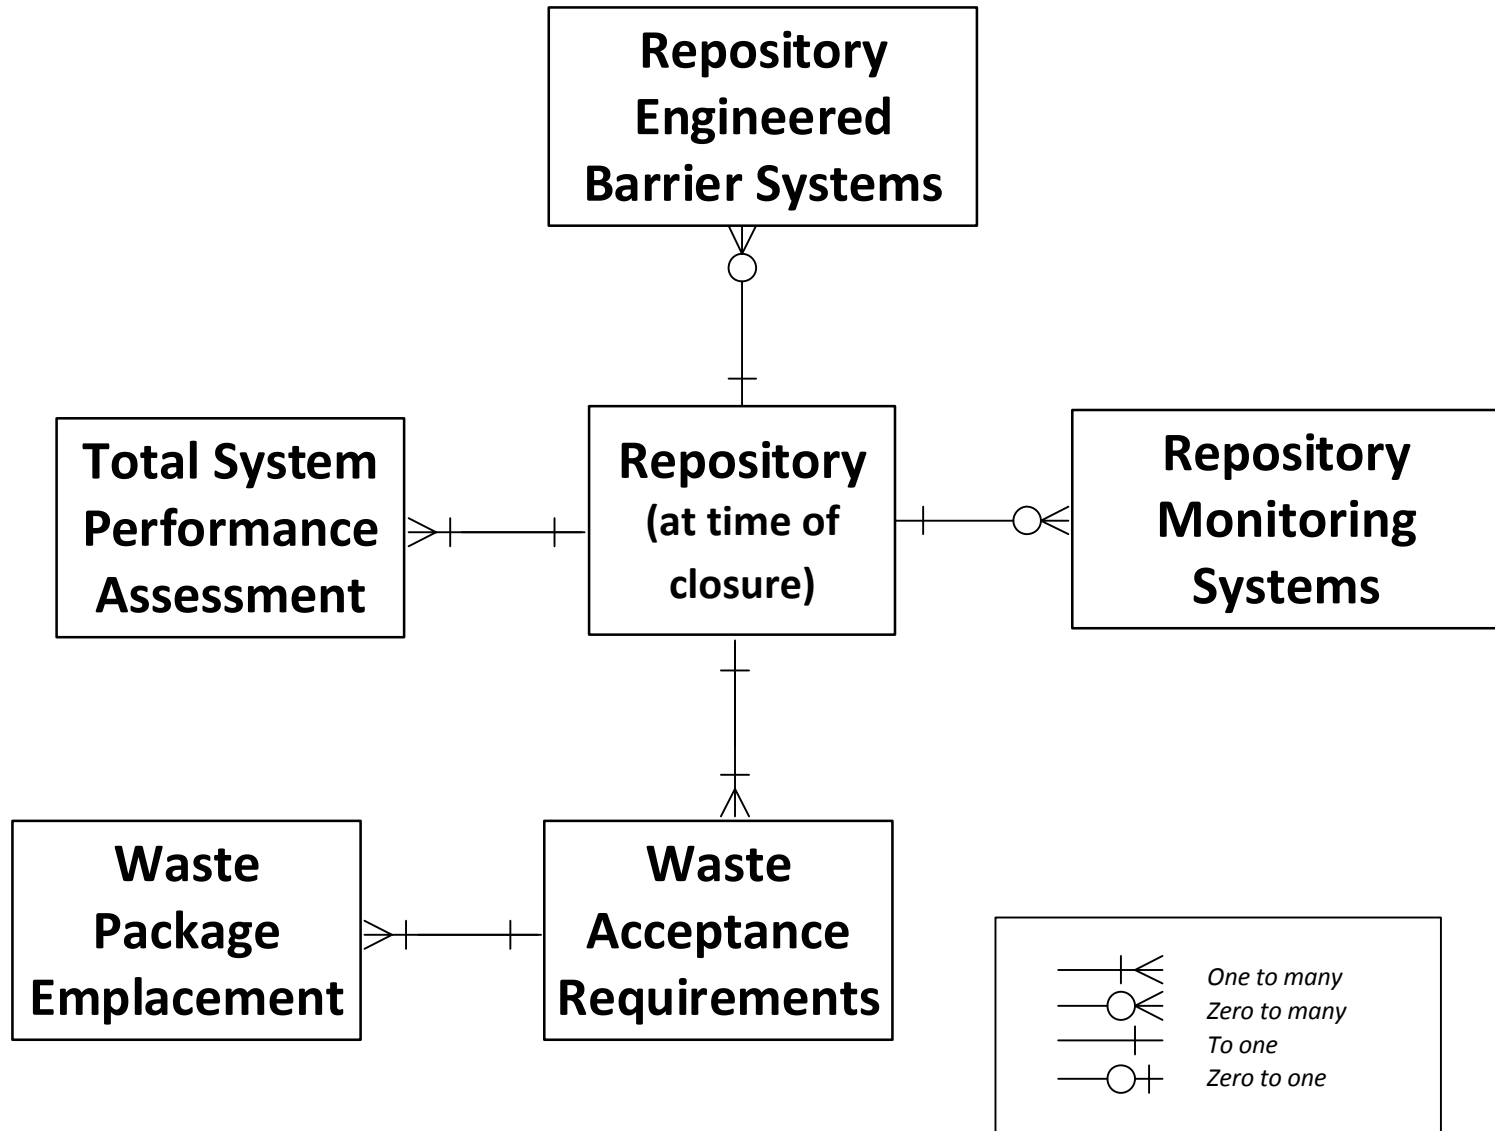 Repository
Engineered
Barrier Systems
Total System
Performance
Assessment
Repository
(at time of
closure)
Repository
Monitoring
Systems
Waste
Package
Emplacement
Waste
Acceptance
Requirements
One to many
Zero to many
To one
Zero to one